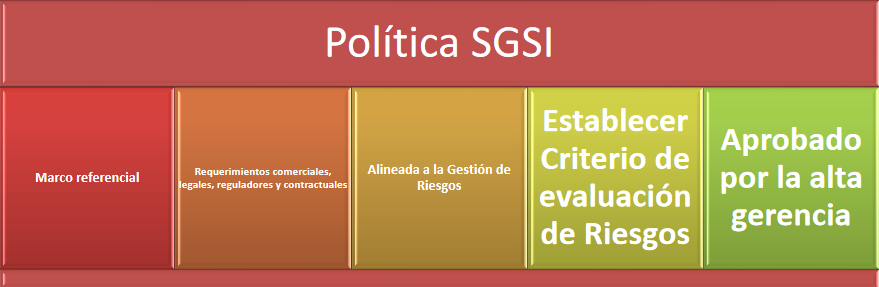 Política SGSI
Marco referencial
Requerimientos comerciales,
legales, reguladores y contractuales
Alineada a la Gestión de
Riesgos
Establecer
Criterio de
evaluación
de Riesgos
Aprobado
por la alta
gerencia